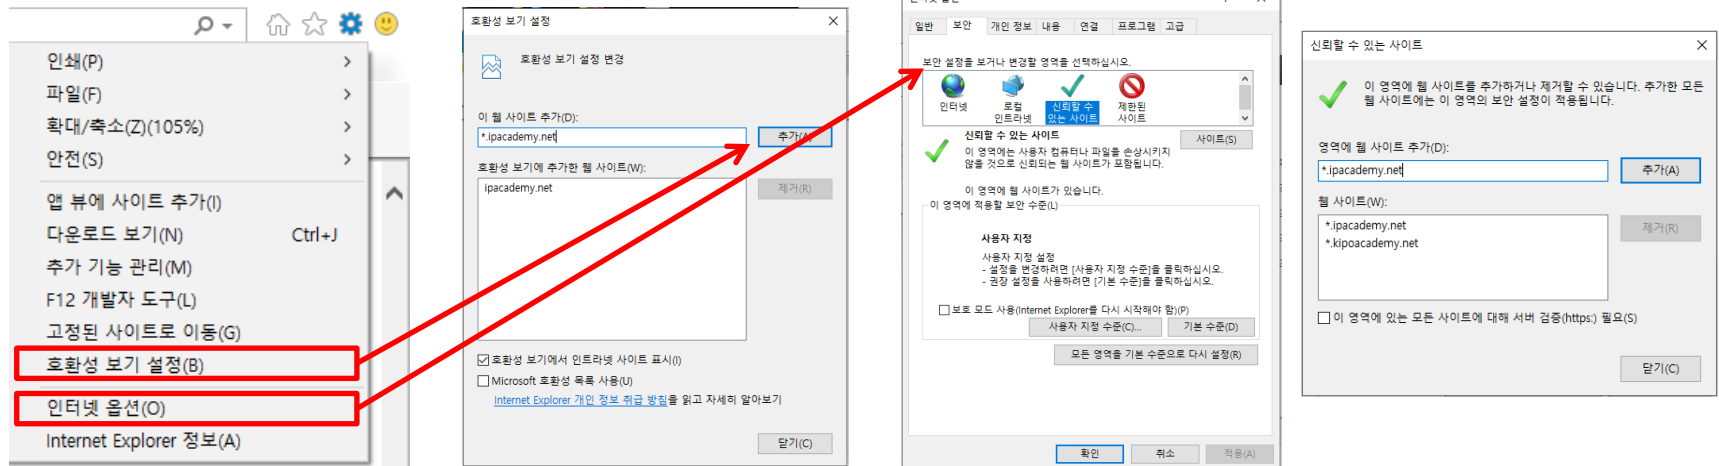 인쇄(P)
파일(F)
확대/축소(Z)(105%)
안전(S)
앱 뷰에 사이트 추가(I)
다운로드 보기(N) Ctrl+J
추가 기능 관리(M)
F12 개발자 도구(L)
고정된 사이트로 이동(G)
호환성 보기 설정(B)
인터넷 옵션(O)
Internet Explorer 정보(A)
호환성 보기 설정
호환성 보기 설정 변경
이 웹 사이트 추가(D):
*.ipacademy.net
추가(A)
호환성 보기에 추가한 웹 사이트(W):
ipacademy.net
제거(R)
호환성 보기에서 인트라넷 사이트 표시(I)
Microsoft 호환성 목록 사용(U)
Internet Explorer 개인 정보 취급 방침을 읽고 자세히 알아보기
닫기(C)
일반 보안 개인 정보 내용 연결 프로그램 고급
보안 설정을 보거나 변경할 영역을 선택하십시오.
인터넷
로컬
인트라넷
신뢰할 수
있는 사이트
제한된
사이트
신뢰할 수 있는 사이트
사이트(S)
이 영역에는 사용자 컴퓨터나 파일을 손상시키지
않을 것으로 신뢰되는 웹 사이트가 포함됩니다.
이 영역에 웹 사이트가 있습니다.
이 영역에 적용할 보안 수준(L)
사용자 지정
사용자 지정 설정
- 설정을 변경하려면 [사용자 지정 수준]을 클릭하십시오.
- 권장 설정을 사용하려면 [기본 수준]을 클릭하십시오.
보호 모드 사용(Internet Explorer를 다시 시작해야 함)(P)
사용자 지정 수준(C)... 기본 수준(D)
모든 영역을 기본 수준으로 다시 설정(R)
확인 취소 적용(A)
신뢰할 수 있는 사이트
이 영역에 웹 사이트를 추가하거나 제거할 수 있습니다. 추가한 모든
웹 사이트에는 이 영역의 보안 설정이 적용됩니다.
영역에 웹 사이트 추가(D):
*.ipacademy.net
추가(A)
웹 사이트(W):
*.ipacademy.net
*.kipoacademy.net
제거(R)
이 영역에 있는 모든 사이트에 대해 서버 검증(https:) 필요(S)
닫기(C)